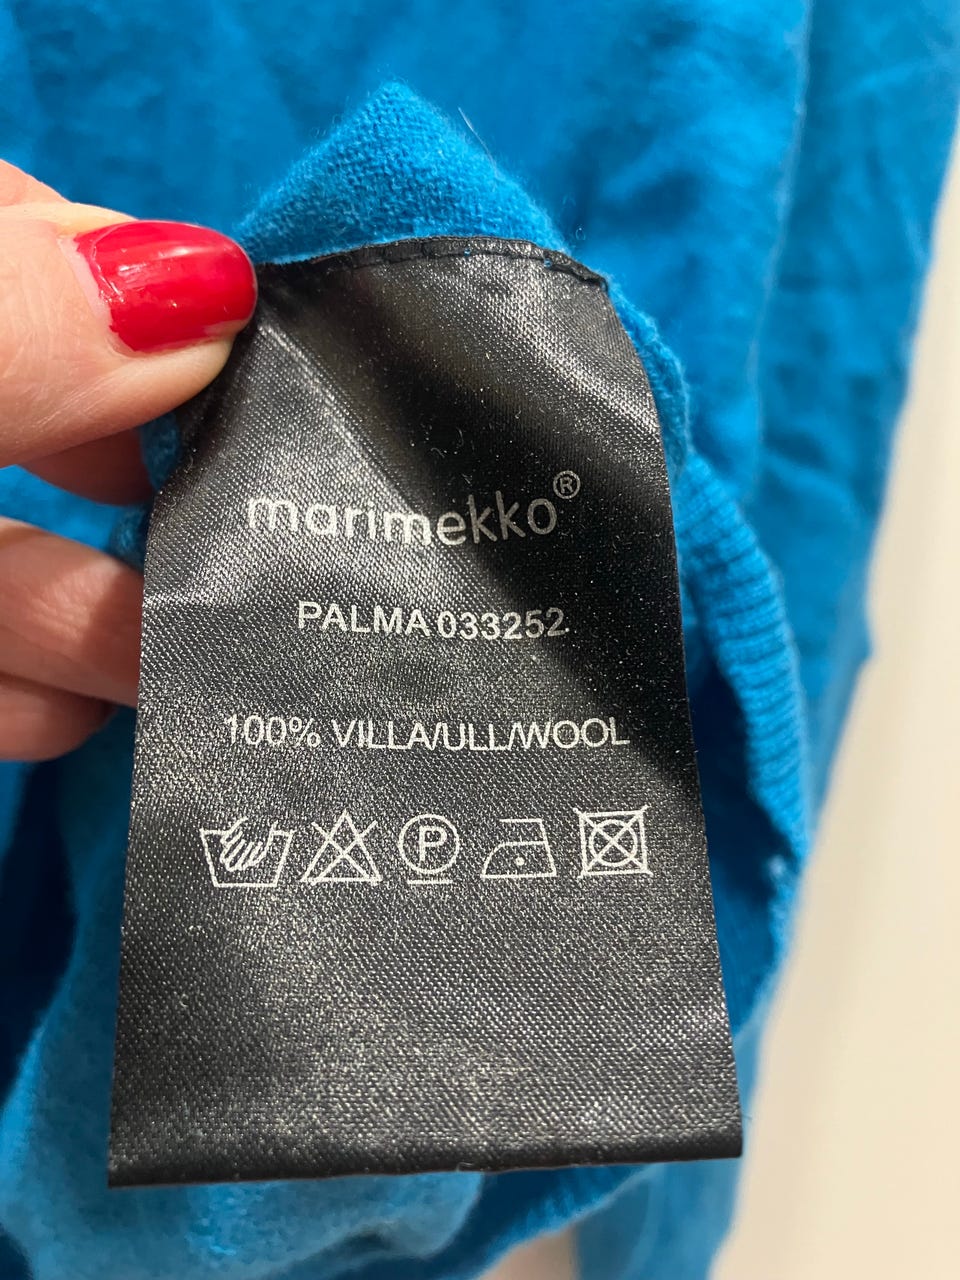 marimekko®
PALMA 033252
100% VILLA/ULL/WOOL
P